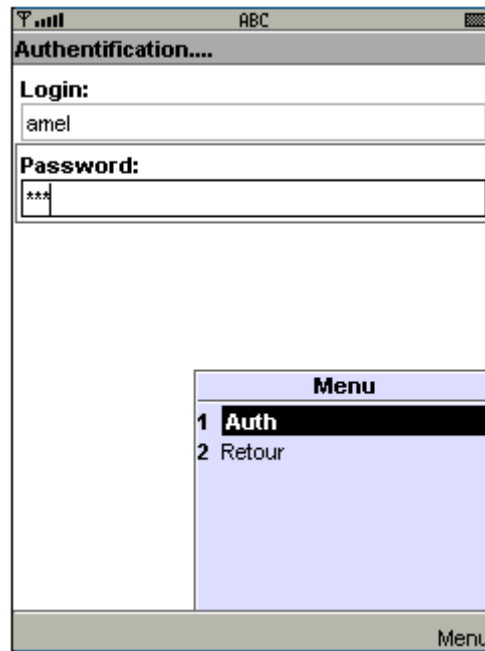 ABC
Authentification....
Login:
amel
Password:
***
Menu
1 Auth
2 Retour
Menu